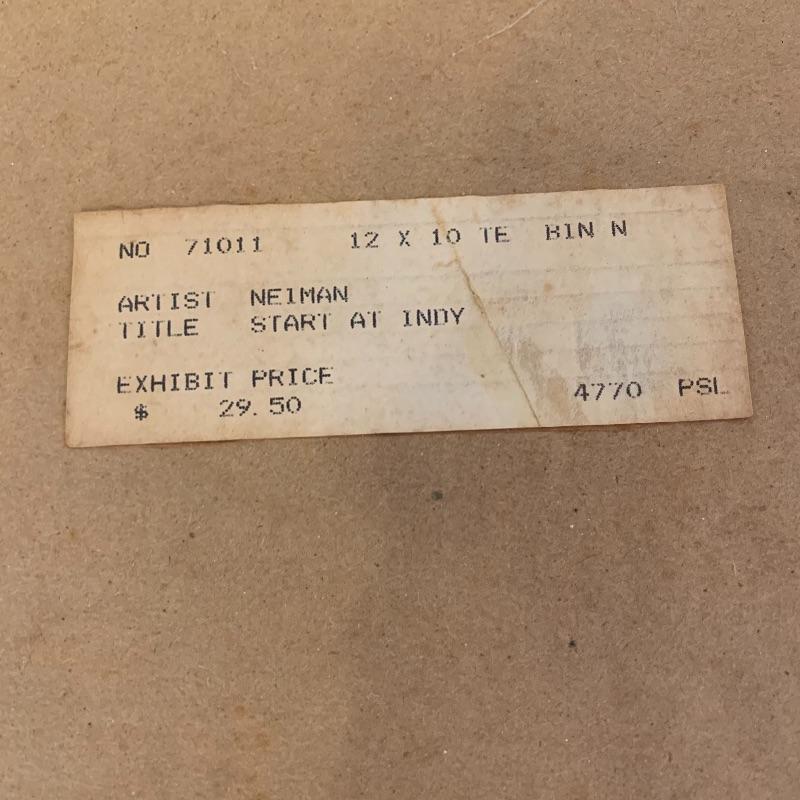 NO 71011 12 X 10 TE BIN N
ARTIST NEIMAN
TITLE START AT INDY
EXHIBIT PRICE
$ 29.50 4770 PSL